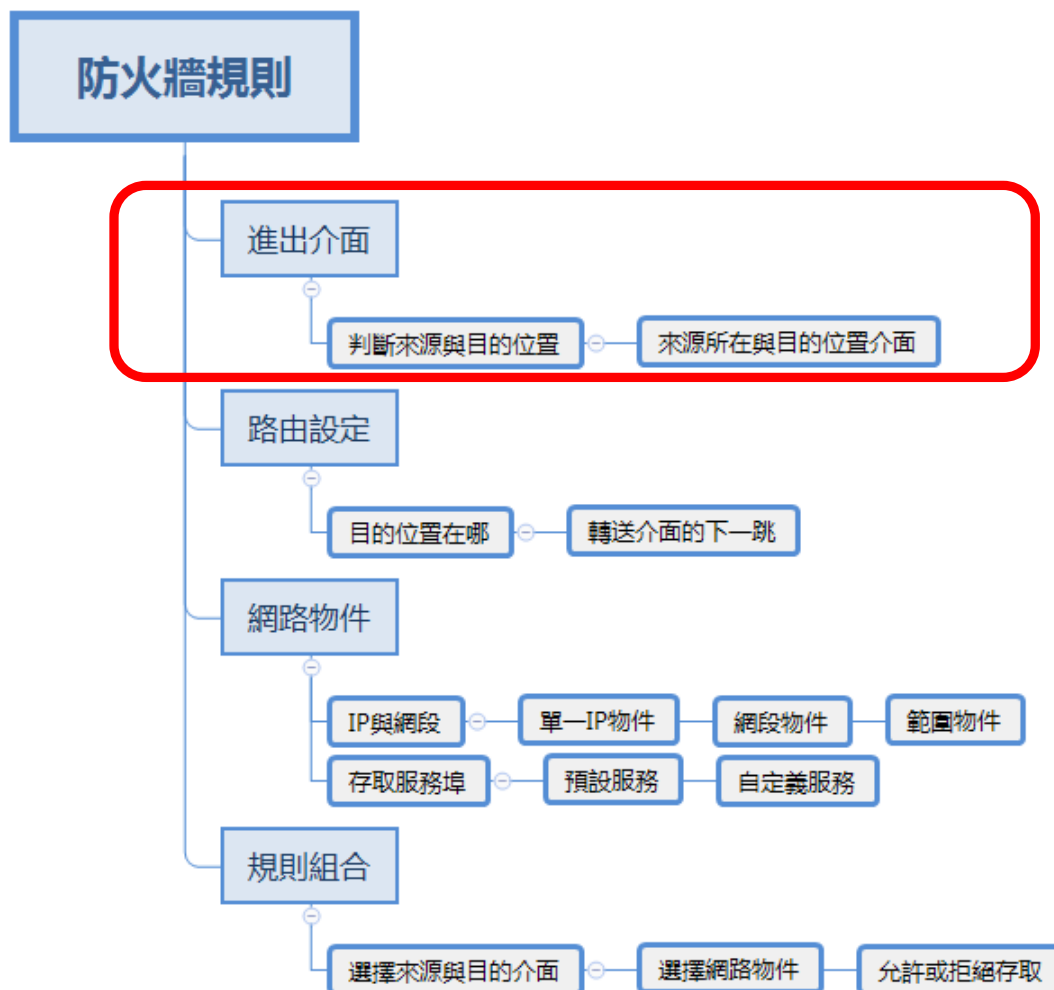 防火牆規則
進出介面
判斷來源與目的位置 來源所在與目的位置介面
路由設定
目的位置在哪 轉送介面的下一跳
網路物件
IP與網段 單一IP物件 網段物件 範圍物件
存取服務埠 預設服務 自定義服務
規則組合
選擇來源與目的介面 選擇網路物件 允許或拒絕存取